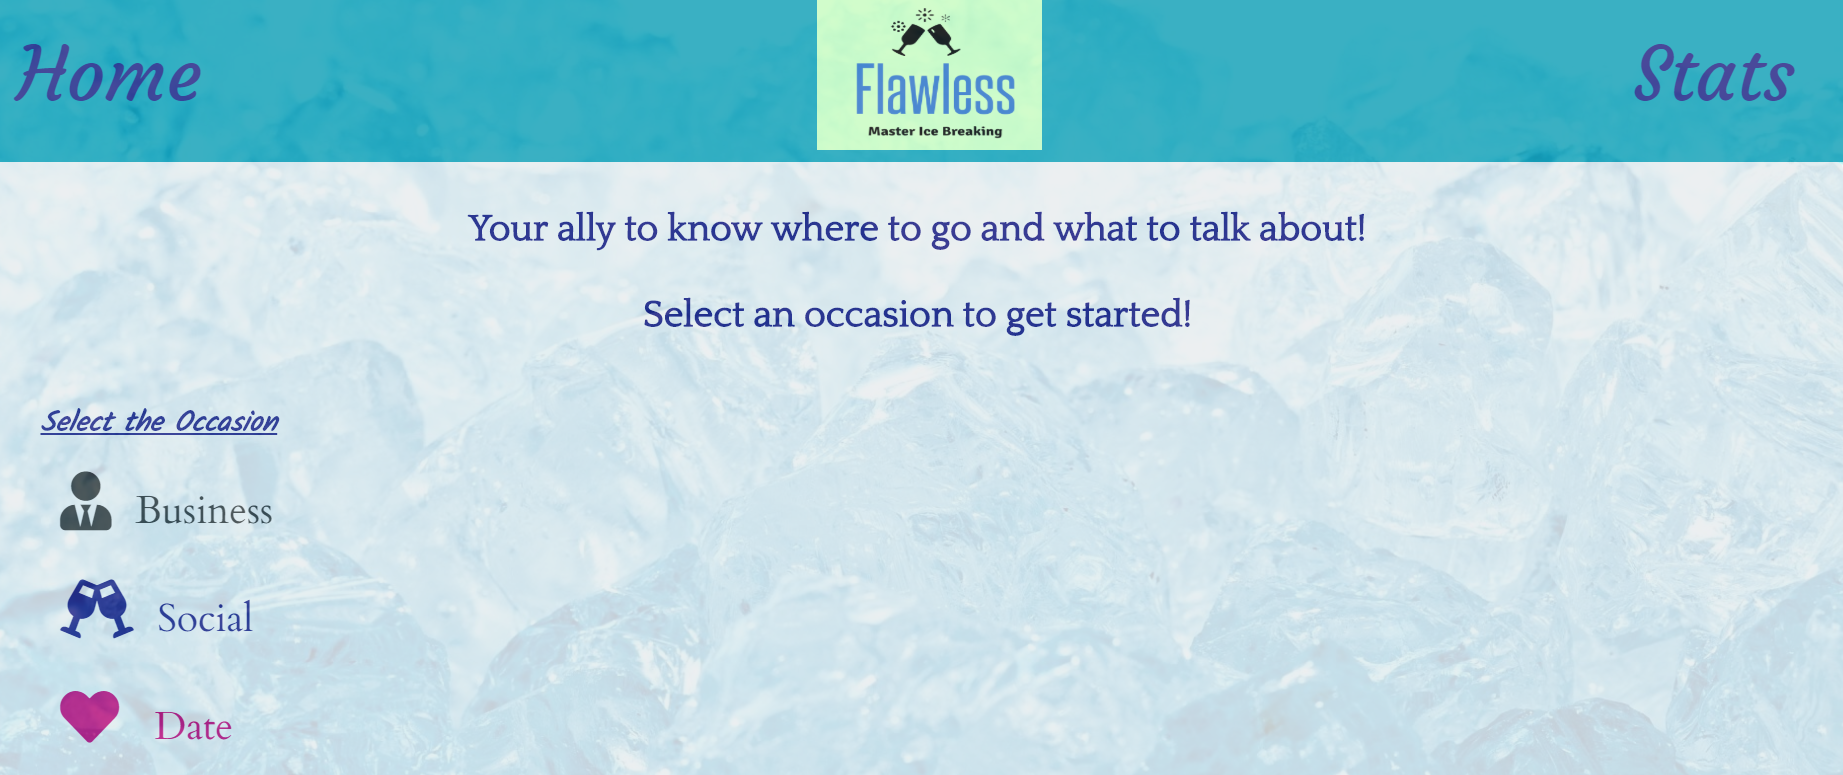 Home
Flawless
Master Ice Breaking
Stats
Your ally to know where to go and what to talk about!
Select an occasion to get started!
Select the Occasion
Business
Social
Date